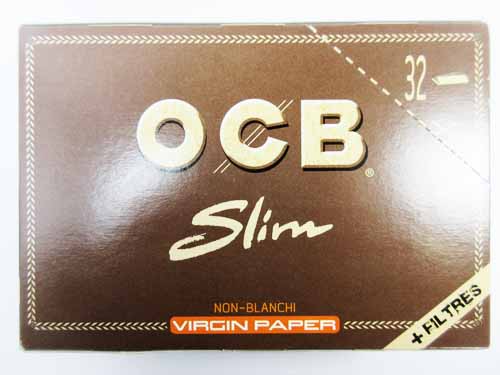 32
OCB®
Slim
NON-BLANCHI
VIRGIN PAPER
+ FILTRES